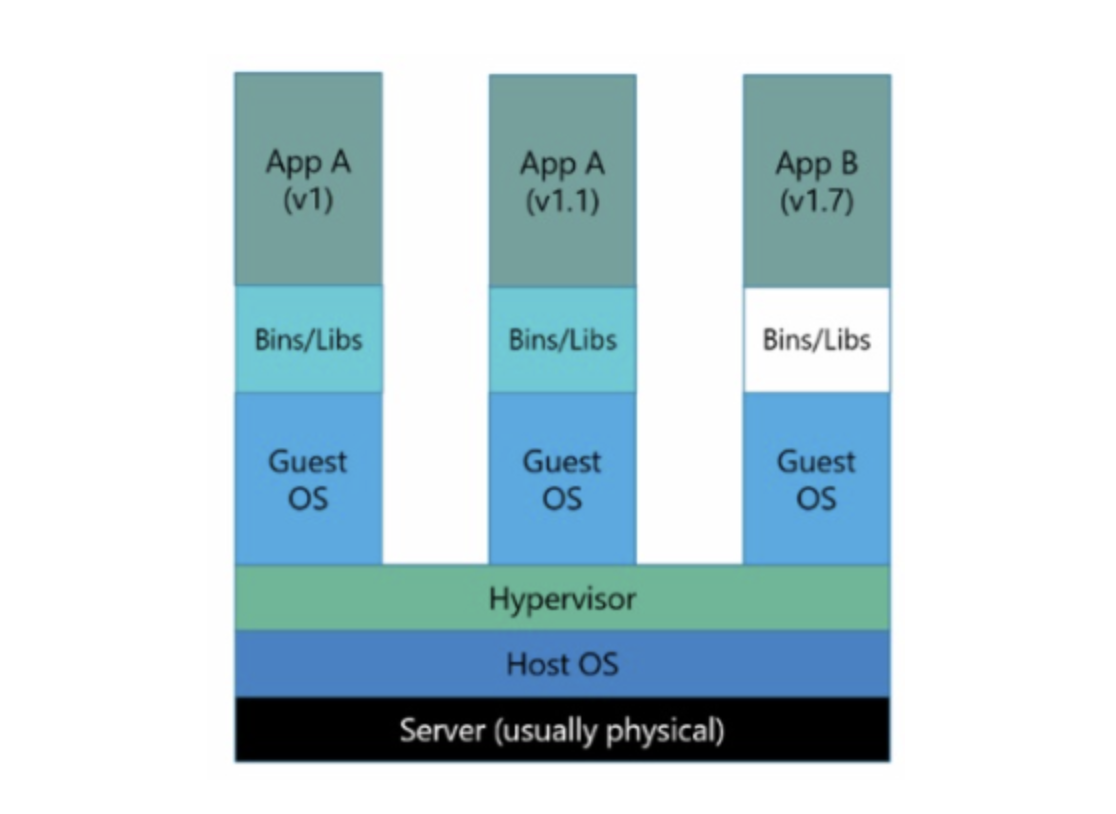 App A
(v1)
App A
(v1.1)
App B
(v1.7)
Bins/Libs
Bins/Libs
Bins/Libs
Guest
OS
Guest
OS
Guest
OS
Hypervisor
Host OS
Server (usually physical)